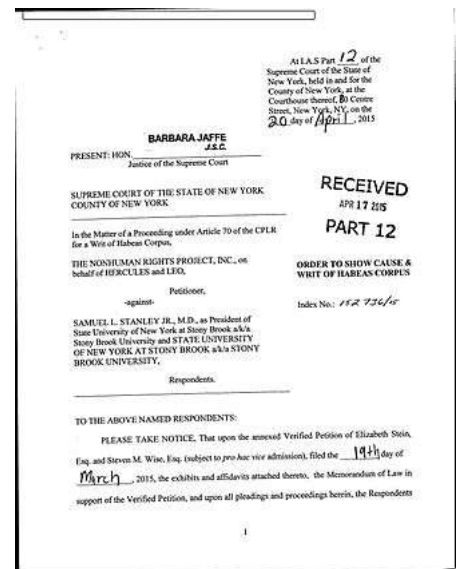 At I.A.S Part 12 of the
Supreme Court of the State of
New York, held in and for the
County of New York, at the
Courthouse thereof, 80 Centre
Street, New York, NY, on the
20 day of April, 2015
BARBARA JAFFE
J.S.C.
PRESENT: HON.
Justice of the Supreme Court
SUPREME COURT OF THE STATE OF NEW YORK
COUNTY OF NEW YORK
RECEIVED
APR 17 2015
PART 12
In the Matter of a Proceeding under Article 70 of the CPLR
for a Writ of Habeas Corpus,
THE NONHUMAN RIGHTS PROJECT, INC., on
behalf of HERCULES and LEO,
ORDER TO SHOW CAUSE &
WRIT OF HABEAS CORPUS
Petitioner,
-against-
Index No.: 152736/15
SAMUEL L. STANLEY JR., M.D., as President of
State University of New York at Stony Brook a/k/a
Stony Brook University and STATE UNIVERSITY
OF NEW YORK AT STONY BROOK a/k/a STONY
BROOK UNIVERSITY,
Respondents.
TO THE ABOVE NAMED RESPONDENTS:
PLEASE TAKE NOTICE, That upon the annexed Verified Petition of Elizabeth Stein,
Esq. and Steven M. Wise, Esq. (subject to pro hac vice admission), filed the 19th day of
March, 2015, the exhibits and affidavits attached thereto, the Memorandum of Law in
support of the Verified Petition, and upon all pleadings and proceedings herein, the Respondents
1